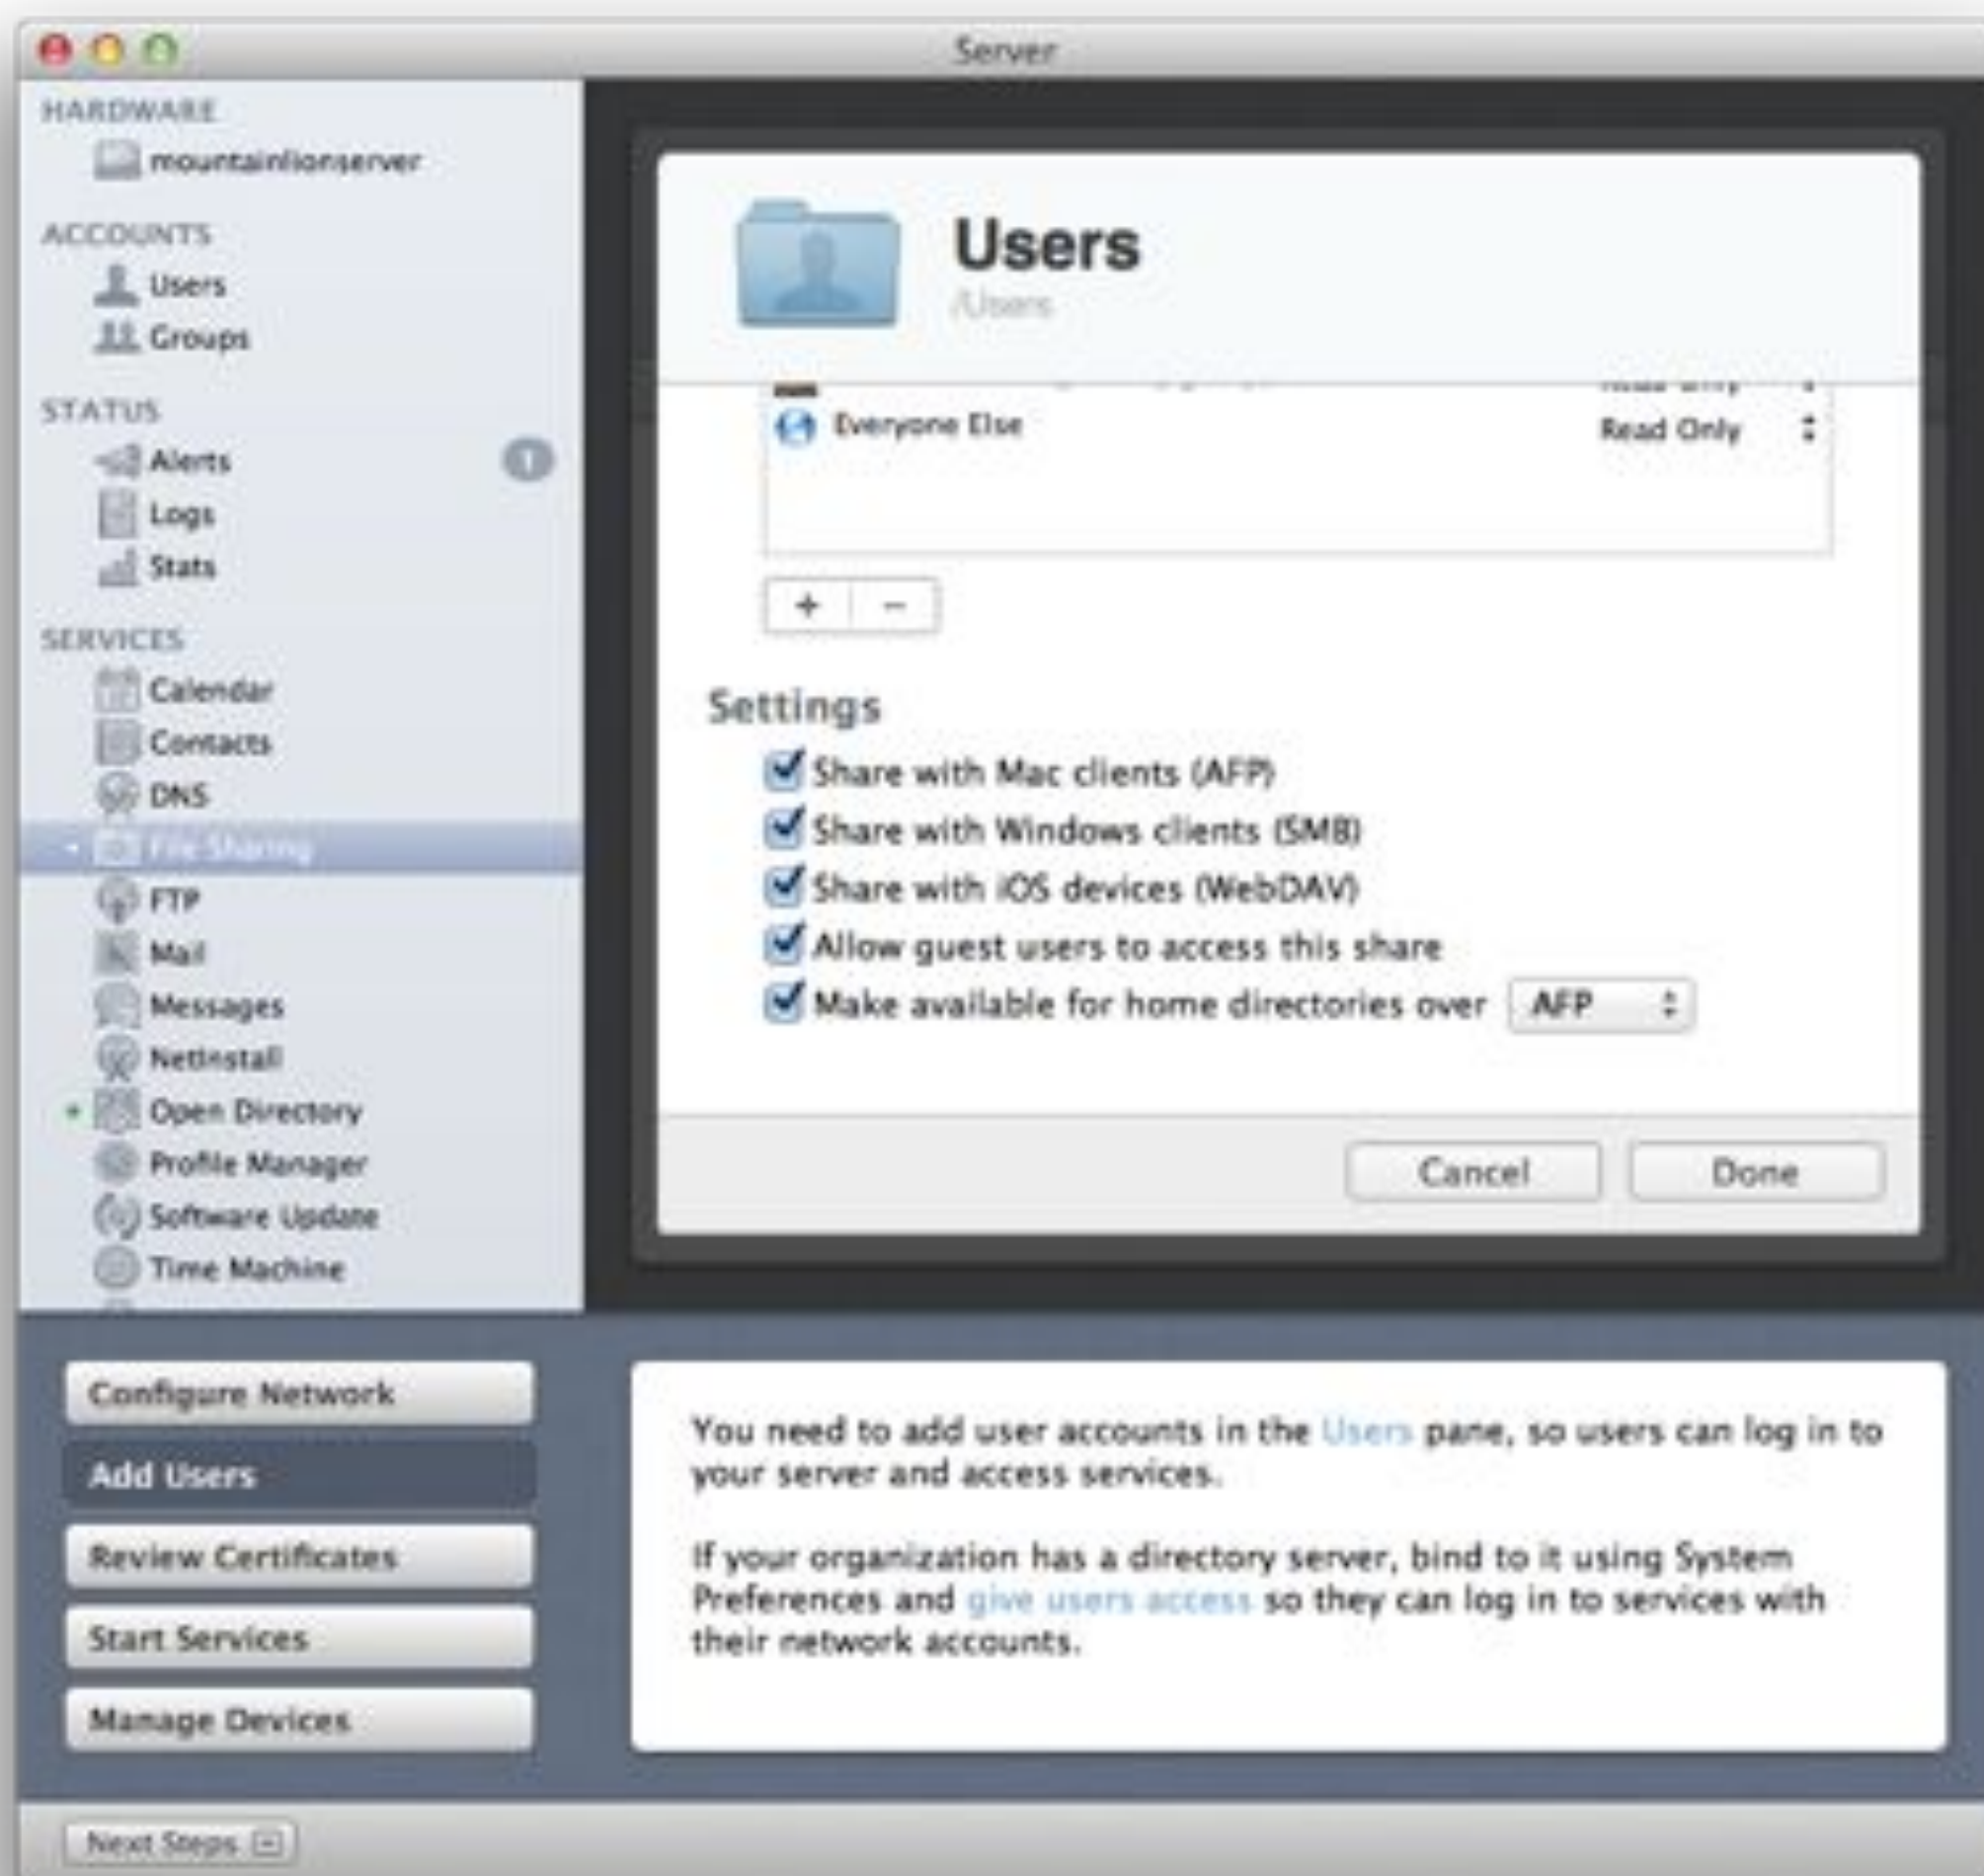 Server
HARDWARE
mountainlionserver
ACCOUNTS
Users
Groups
STATUS
Alerts
1
Logs
Stats
SERVICES
Calendar
Contacts
DNS
File Sharing
FTP
Mail
Messages
NetInstall
Open Directory
Profile Manager
Software Update
Time Machine
Users
/Users
Read Only
Everyone Else Read Only
+ −
Settings
Share with Mac clients (AFP)
Share with Windows clients (SMB)
Share with iOS devices (WebDAV)
Allow guest users to access this share
Make available for home directories over AFP
Cancel Done
Configure Network
Add Users
Review Certificates
Start Services
Manage Devices
You need to add user accounts in the Users pane, so users can log in to
your server and access services.
If your organization has a directory server, bind to it using System
Preferences and give users access so they can log in to services with
their network accounts.
Next Steps